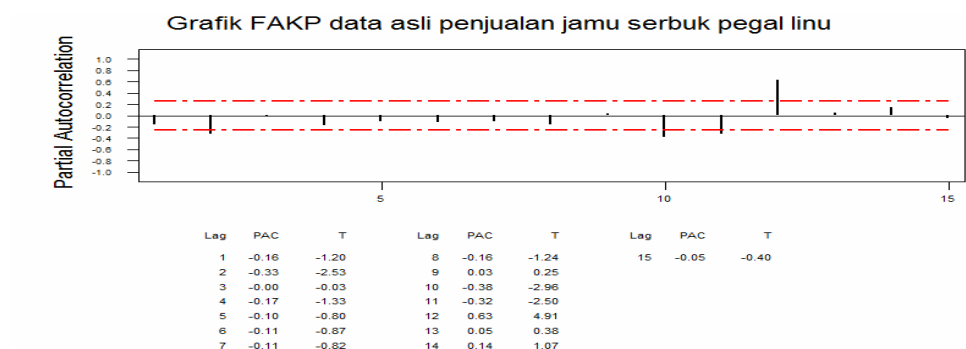 Grafik FAKP data asli penjualan jamu serbuk pegal linu
Partial Autocorrelation
1.0
0.8
0.6
0.4
0.2
0.0
-0.2
-0.4
-0.6
-0.8
-1.0
5 10 15
Lag PAC T Lag PAC T Lag PAC T
1 -0.16 -1.20 8 -0.16 -1.24 15 -0.05 -0.40
2 -0.33 -2.53 9 0.03 0.25
3 -0.00 -0.03 10 -0.38 -2.96
4 -0.17 -1.33 11 -0.32 -2.50
5 -0.10 -0.80 12 0.63 4.91
6 -0.11 -0.87 13 0.05 0.38
7 -0.11 -0.82 14 0.14 1.07